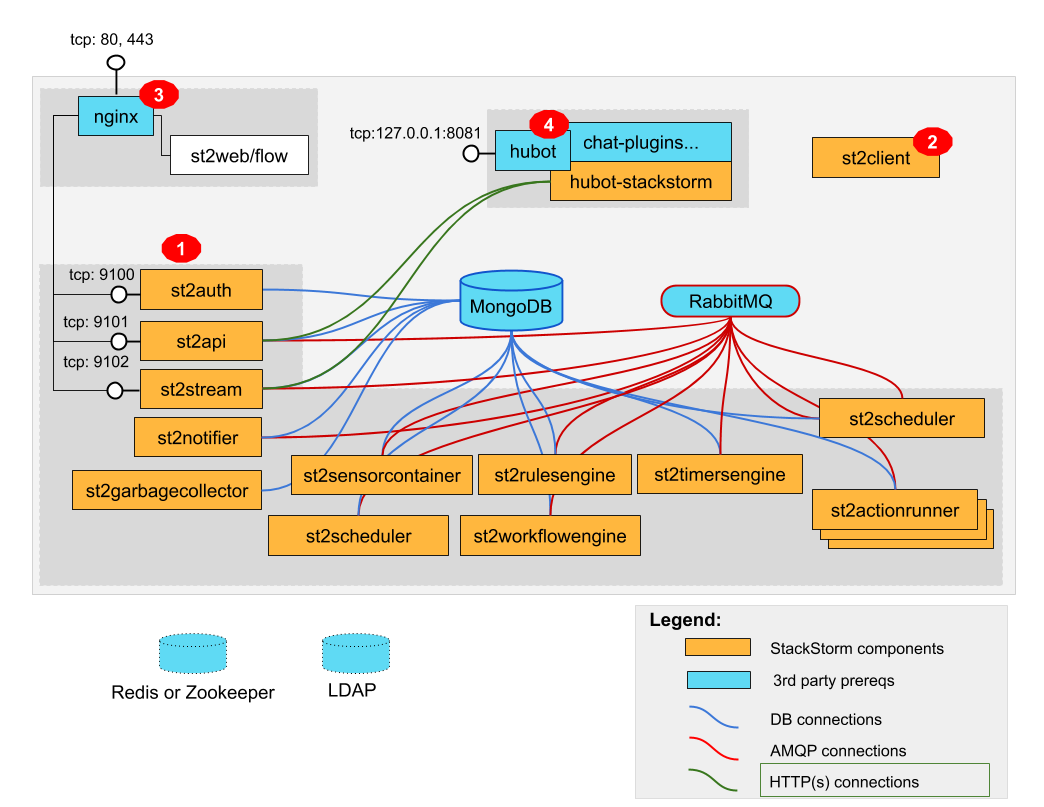 tcp: 80, 443
3
nginx
st2web/flow
tcp:127.0.0.1:8081
4
hubot
chat-plugins...
hubot-stackstorm
2
st2client
1
tcp: 9100
st2auth
tcp: 9101
st2api
tcp: 9102
st2stream
MongoDB
RabbitMQ
st2notifier
st2scheduler
st2garbagecollector
st2sensorcontainer
st2rulesengine
st2timersengine
st2actionrunner
st2scheduler
st2workflowengine
Redis or Zookeeper
LDAP
Legend:
StackStorm components
3rd party prereqs
DB connections
AMQP connections
HTTP(s) connections